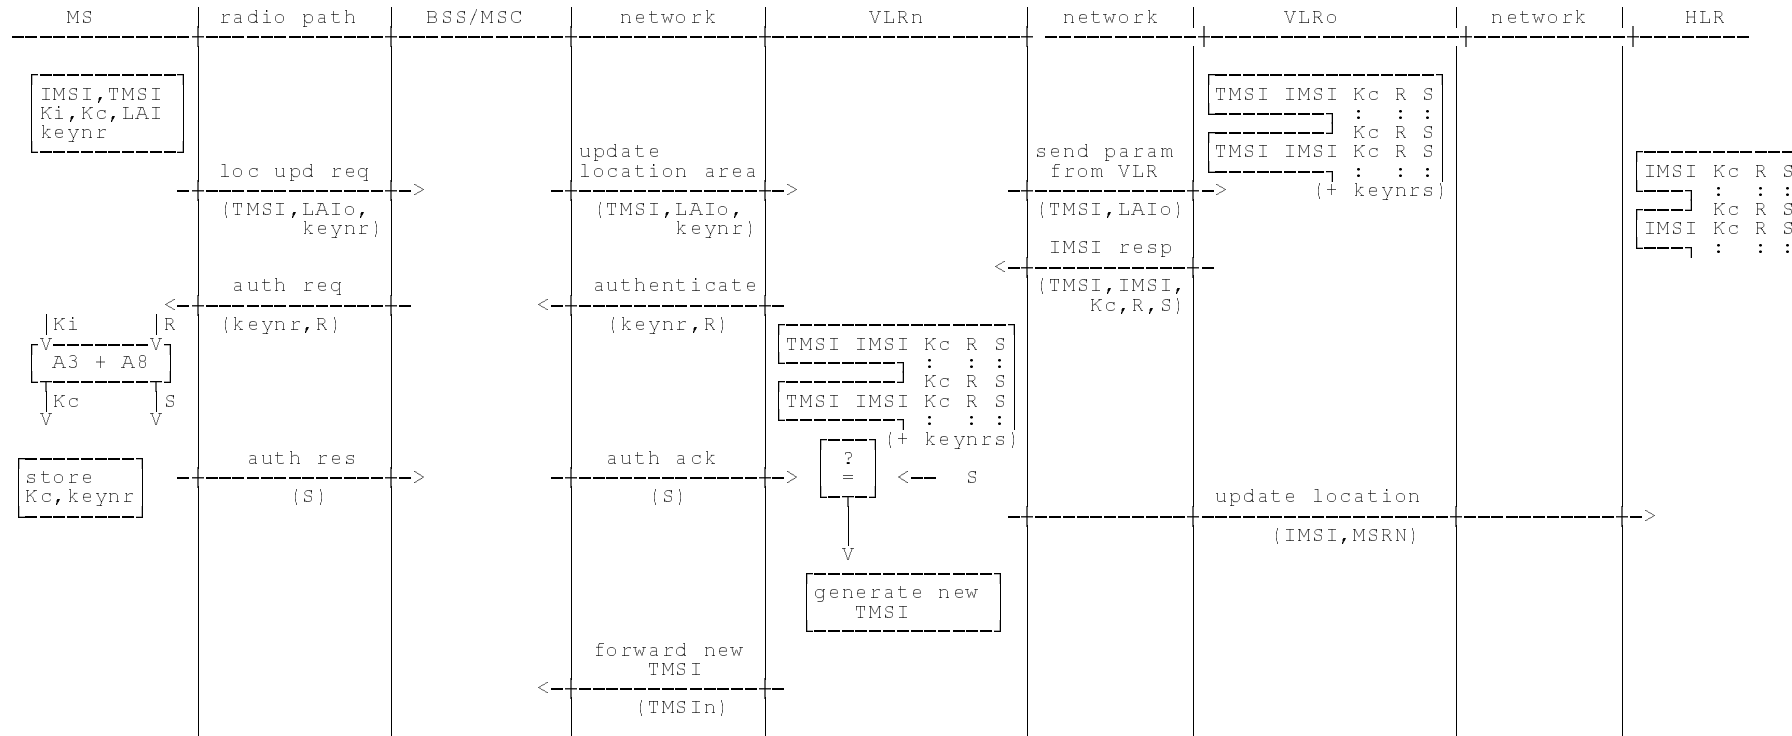 MS radio path BSS/MSC network VLRn network VLRo network HLR
IMSI,TMSI
Ki,Kc,LAI
keynr
TMSI IMSI Kc R S
: : :
Kc R S
TMSI IMSI Kc R S
: : :
(+ keynrs)
IMSI Kc R S
: : :
Kc R S
IMSI Kc R S
: : :
loc upd req
(TMSI,LAIo,
keynr)
update
location area
(TMSI,LAIo,
keynr)
send param
from VLR
(TMSI,LAIo)
IMSI resp
(TMSI,IMSI,
Kc,R,S)
auth req
(keynr,R)
authenticate
(keynr,R)
Ki R
A3 + A8
Kc S
TMSI IMSI Kc R S
: : :
Kc R S
TMSI IMSI Kc R S
: : :
(+ keynrs)
store
Kc,keynr
auth res
(S)
auth ack
(S)
?
=
<-- S
update location
(IMSI,MSRN)
generate new
TMSI
forward new
TMSI
(TMSIn)